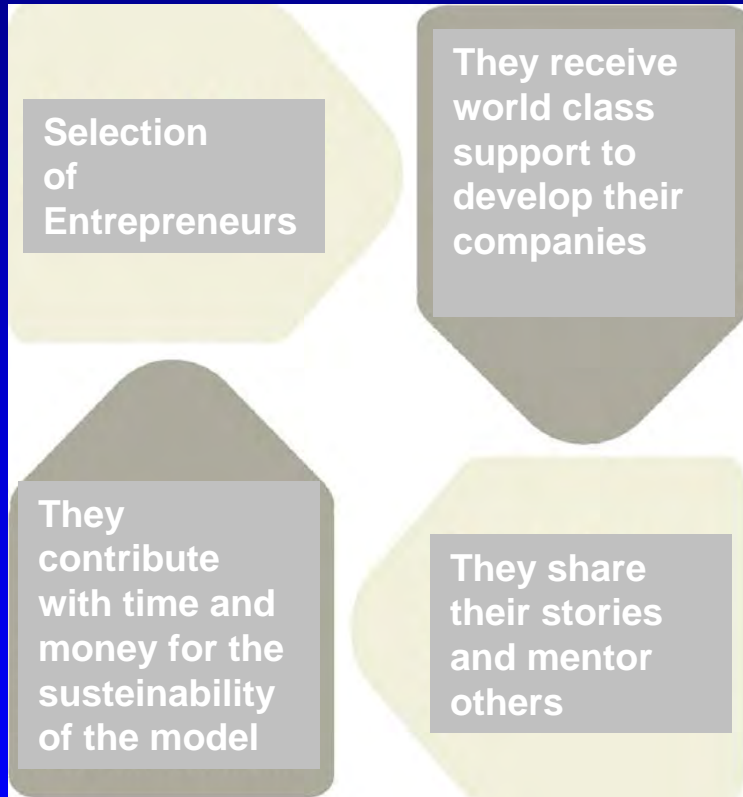 Selection
of
Entrepreneurs
They receive
world class
support to
develop their
companies
They share
their stories
and mentor
others
They
contribute
with time and
money for the
susteinability
of the model